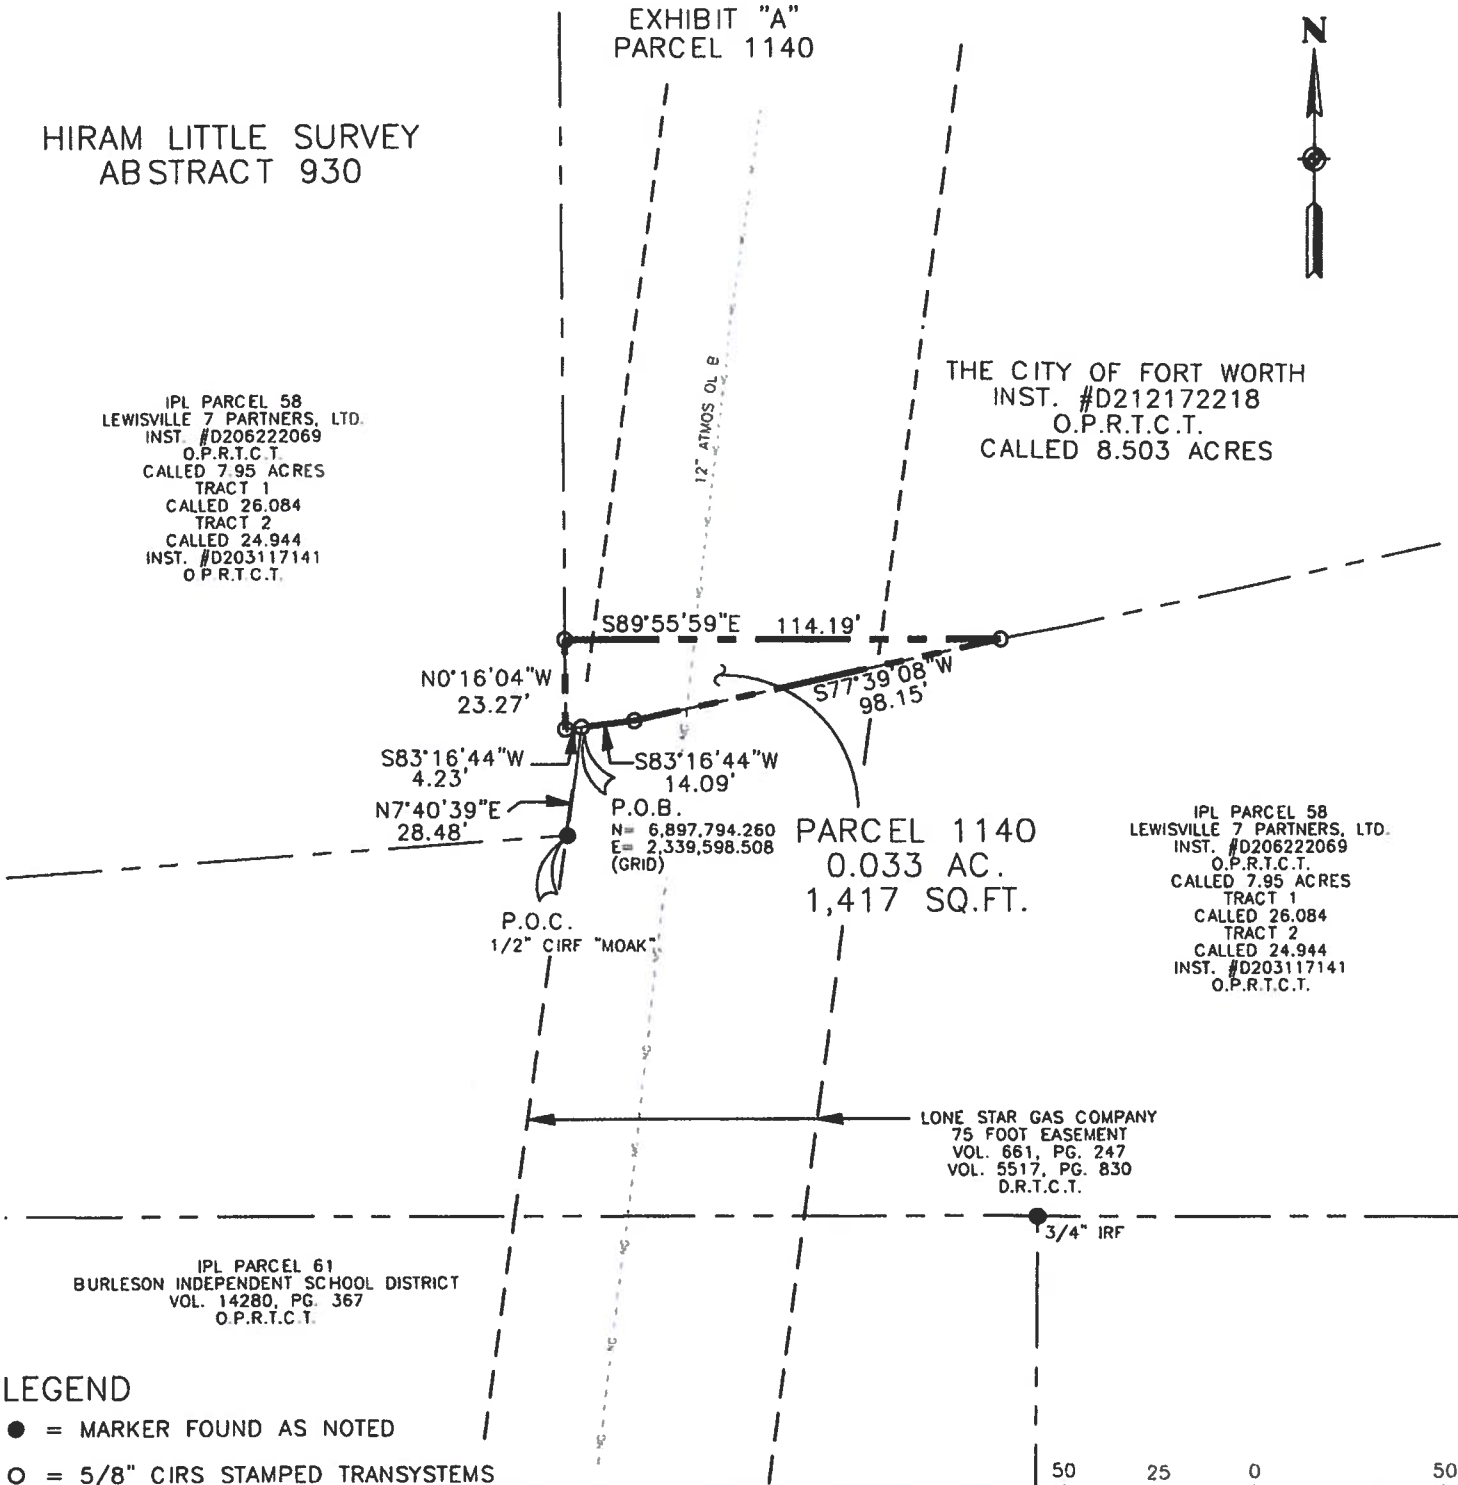 EXHIBIT "A"
PARCEL 1140
N
HIRAM LITTLE SURVEY
ABSTRACT 930
THE CITY OF FORT WORTH
INST. #D212172218
O.P.R.T.C.T.
CALLED 8.503 ACRES
IPL PARCEL 58
LEWISVILLE 7 PARTNERS, LTD.
INST. #D206222069
O.P.R.T.C.T.
CALLED 7.95 ACRES
TRACT 1
CALLED 26.084
TRACT 2
CALLED 24.944
INST. #D203117141
O.P.R.T.C.T.
12" ATMOS OL B
S89°55'59"E 114.19'
N0°16'04"W
23.27'
S77°39'08"W
98.15'
S83°16'44"W
4.23'
S83°16'44"W
14.09'
N7°40'39"E
28.48'
P.O.B.
N= 6,897,794.260
E= 2,339,598.508
(GRID)
PARCEL 1140
0.033 AC.
1,417 SQ.FT.
P.O.C.
1/2" CIRF "MOAK"
IPL PARCEL 58
LEWISVILLE 7 PARTNERS, LTD.
INST. #D206222069
O.P.R.T.C.T.
CALLED 7.95 ACRES
TRACT 1
CALLED 26.084
TRACT 2
CALLED 24.944
INST. #D203117141
O.P.R.T.C.T.
LONE STAR GAS COMPANY
75 FOOT EASEMENT
VOL. 661, PG. 247
VOL. 5517, PG. 830
D.R.T.C.T.
3/4" IRF
IPL PARCEL 61
BURLESON INDEPENDENT SCHOOL DISTRICT
VOL. 14280, PG. 367
O.P.R.T.C.T.
LEGEND
● = MARKER FOUND AS NOTED
O = 5/8" CIRS STAMPED TRANSYSTEMS
50 25 0 50